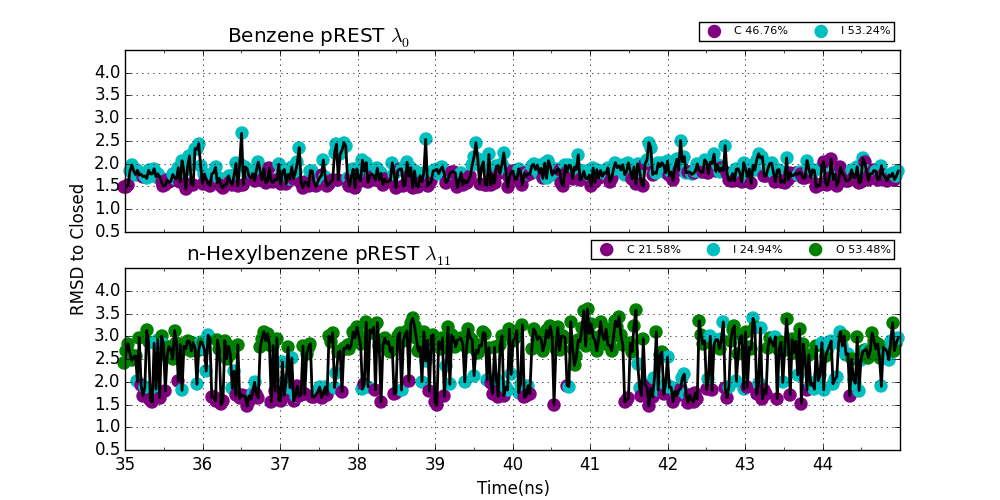 Benzene pREST λ0
C 46.76% I 53.24%
4.0
3.5
3.0
2.5
2.0
1.5
1.0
0.5
RMSD to Closed
n-Hexylbenzene pREST λ11
C 21.58% I 24.94% O 53.48%
4.0
3.5
3.0
2.5
2.0
1.5
1.0
0.5
35 36 37 38 39 40 41 42 43 44
Time(ns)